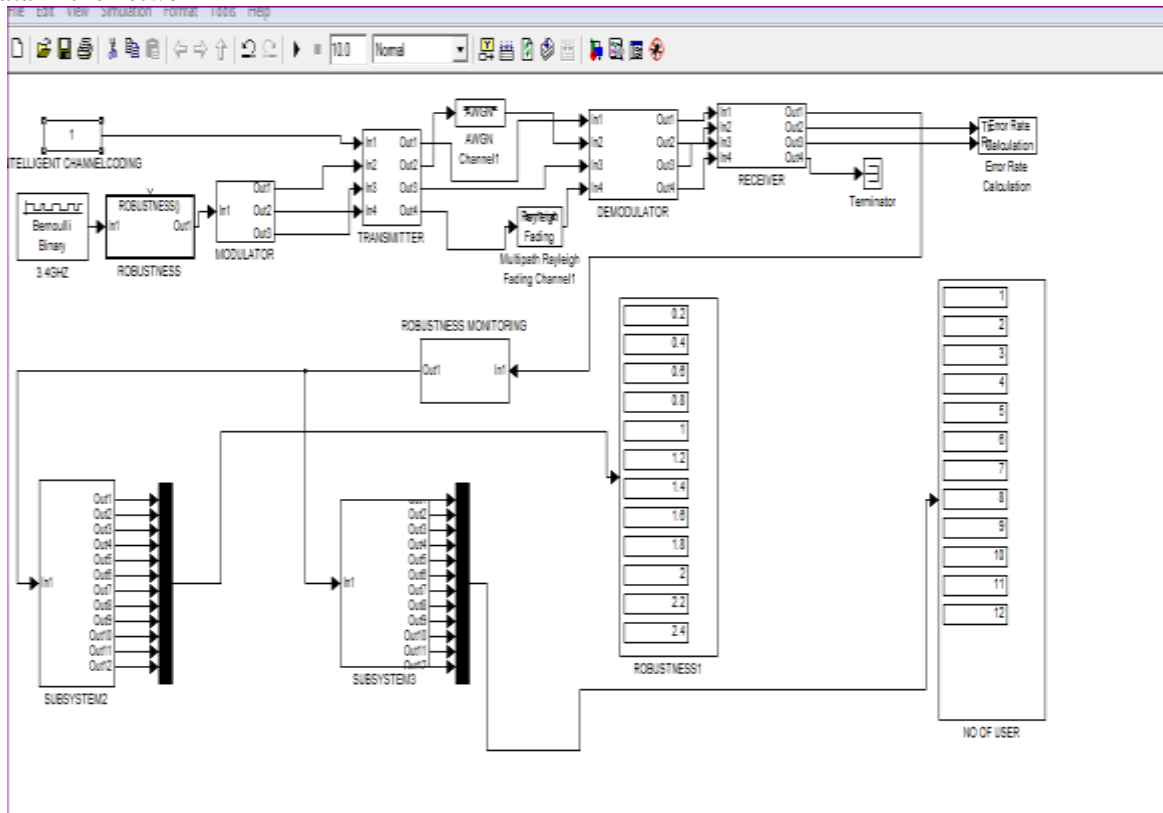 File Edit View Simulation Format Tools Help
10.0 Normal
1
NTELLIGENT CHANNELCODING
Bernoulli
Binary
3.4GHZ
ROBUSTNESS()
In1 Out1
ROBUSTNESS
In1
Out1
Out2
Out3
MODULATOR
In1 Out1
In2 Out2
In3 Out3
In4 Out4
TRANSMITTER
AWGN
AWGN
Channel1
Rayleigh
Fading
Multipath Rayleigh
Fading Channel1
In1 Out1
In2 Out2
In3 Out3
In4 Out4
DEMODULATOR
In1 Out1
In2 Out2
In3 Out3
In4 Out4
RECEIVER
Terminator
Error Rate
Calculation
Error Rate
Calculation
ROBUSTNESS MONITORING
Out1 In1
In1
Out1
Out2
Out3
Out4
Out5
Out6
Out7
Out8
Out9
Out10
Out11
Out12
SUBSYSTEM2
In1
Out2
Out3
Out4
Out5
Out6
Out7
Out8
Out9
Out10
Out11
Out12
SUBSYSTEM3
0.2
0.4
0.6
0.8
1
1.2
1.4
1.6
1.8
2
2.2
2.4
ROBUSTNESS1
1
2
3
4
5
6
7
8
9
10
11
12
NO OF USER